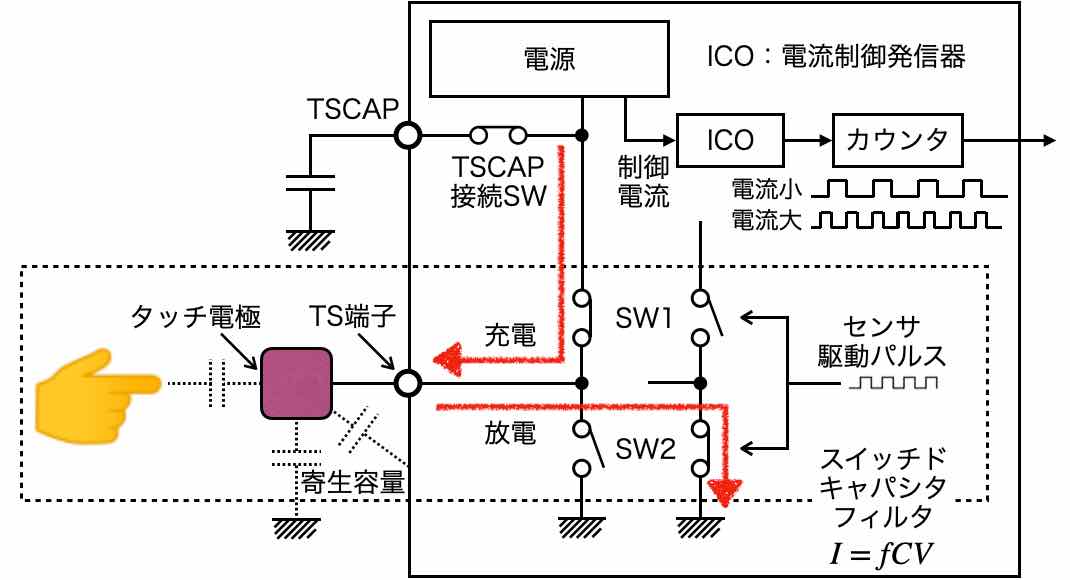 電源
ICO：電流制御発信器
TSCAP
TSCAP
接続SW
制御
電流
ICO
カウンタ
電流小
電流大
タッチ電極
TS端子
充電
SW1
センサ
駆動パルス
放電
SW2
寄生容量
スイッチド
キャパシタ
フィルタ
I = fCV